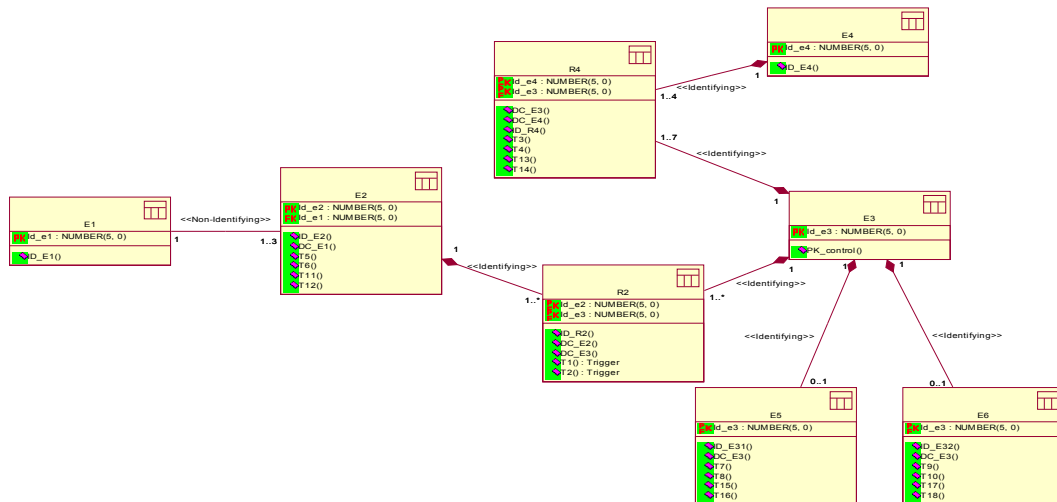 E4
PK Id_e4 : NUMBER(5, 0)
ID_E4()
R4
PFK Id_e4 : NUMBER(5, 0)
PFK Id_e3 : NUMBER(5, 0)
DC_E3()
DC_E4()
ID_R4()
T3()
T4()
T13()
T14()
1
<<Identifying>>
1..4
1..7
<<Identifying>>
1
E2
PK Id_e2 : NUMBER(5, 0)
FK Id_e1 : NUMBER(5, 0)
ID_E2()
DC_E1()
T5()
T6()
T11()
T12()
E1
PK Id_e1 : NUMBER(5, 0)
ID_E1()
<<Non-Identifying>>
1
1..3
E3
PK Id_e3 : NUMBER(5, 0)
PK_control()
1
<<Identifying>>
1..*
R2
PFK Id_e2 : NUMBER(5, 0)
PFK Id_e3 : NUMBER(5, 0)
ID_R2()
DC_E2()
DC_E3()
T1() : Trigger
T2() : Trigger
1
<<Identifying>>
1..*
1
<<Identifying>>
0..1
1
<<Identifying>>
0..1
E5
PFK Id_e3 : NUMBER(5, 0)
ID_E31()
DC_E3()
T7()
T8()
T15()
T16()
E6
PFK Id_e3 : NUMBER(5, 0)
ID_E32()
DC_E3()
T9()
T10()
T17()
T18()